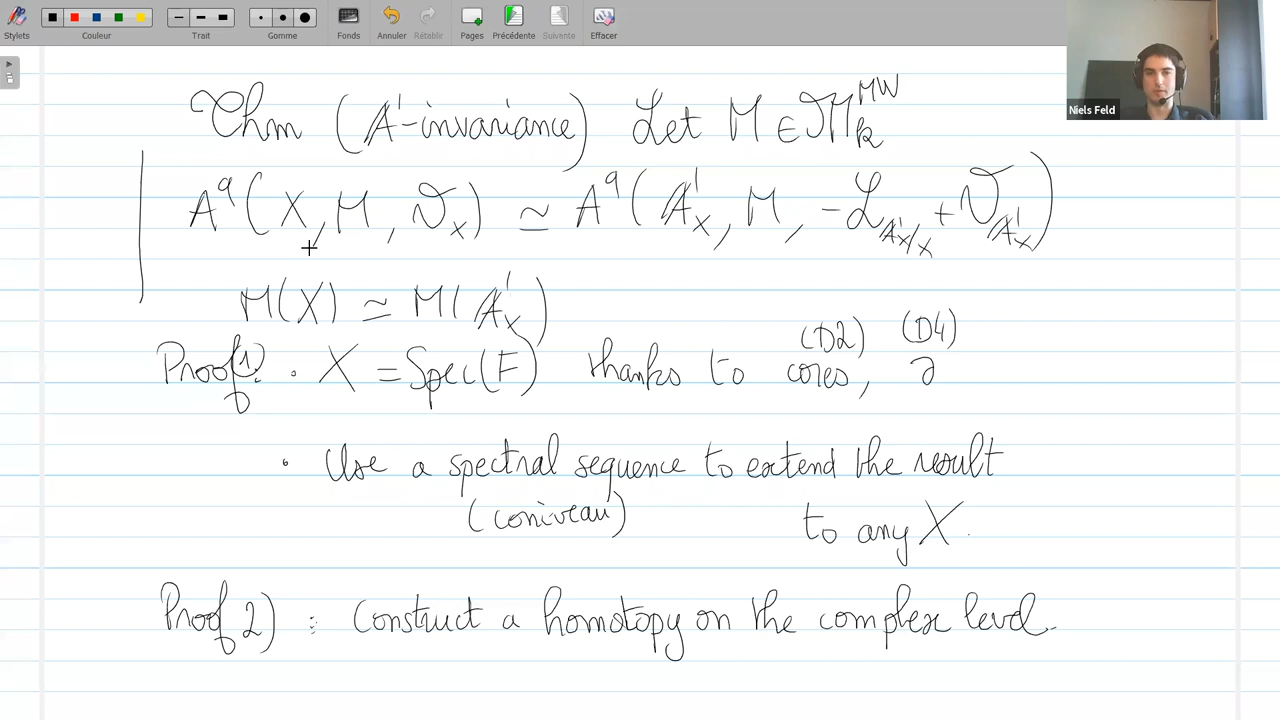 Stylets Couleur Trait Gomme Fonds Annuler Rétablir Pages Précédente Suivante Effacer
Niels Feld
Thm (𝔸¹-invariance) Let M ∈ 𝔐ₖᴹᵂ
A^q(X, M, 𝒱_X) ≃ A^q(𝔸¹_X, M, -ℒ_{𝔸¹_X/X} + 𝒱_{𝔸¹_X})
M(X) ≃ M(𝔸¹_X)
(D2) (D4)
Proof 1): · X = Spec(F) thanks to cores, ∂
· Use a spectral sequence to extend the result
(coniveau) to any X.
Proof 2) : Construct a homotopy on the complex level.